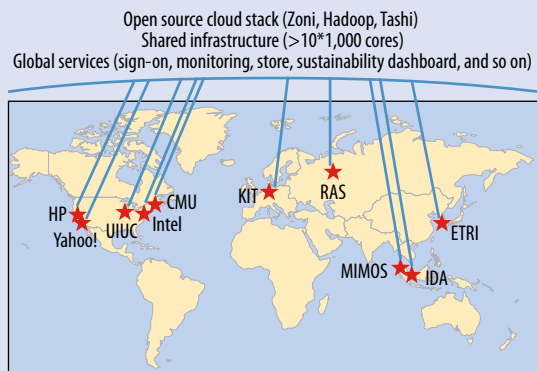 Open source cloud stack (Zoni, Hadoop, Tashi)
Shared infrastructure (>10*1,000 cores)
Global services (sign-on, monitoring, store, sustainability dashboard, and so on)
KIT
RAS
CMU
HP
Intel
UIUC
Yahoo!
ETRI
MIMOS
IDA